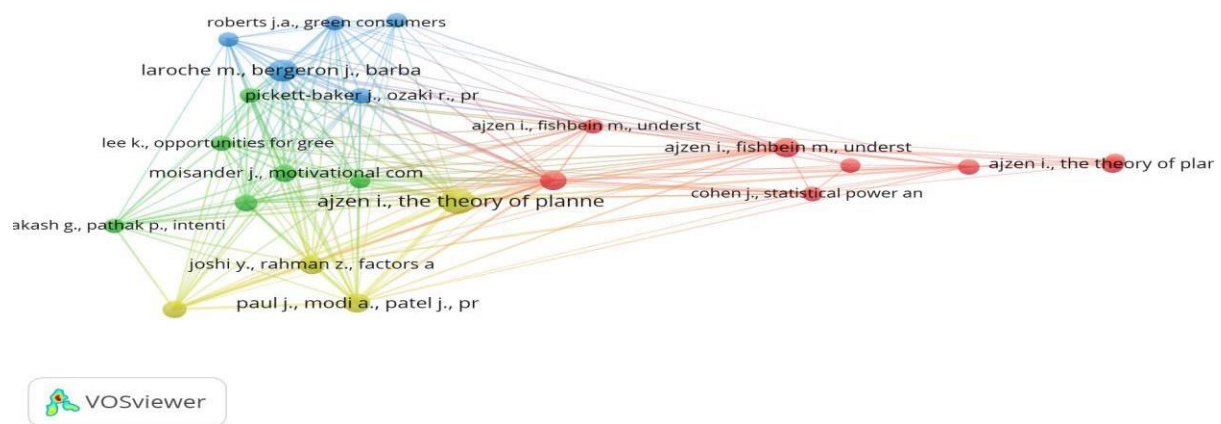 roberts j.a., green consumers
laroche m., bergeron j., barba
pickett-baker j., ozaki r., pr
ajzen i., fishbein m., underst
lee k., opportunities for gree
ajzen i., fishbein m., underst
ajzen i., the theory of plan
moisander j., motivational com
cohen j., statistical power an
ajzen i., the theory of planne
akash g., pathak p., intenti
joshi y., rahman z., factors a
paul j., modi a., patel j., pr
VOSviewer